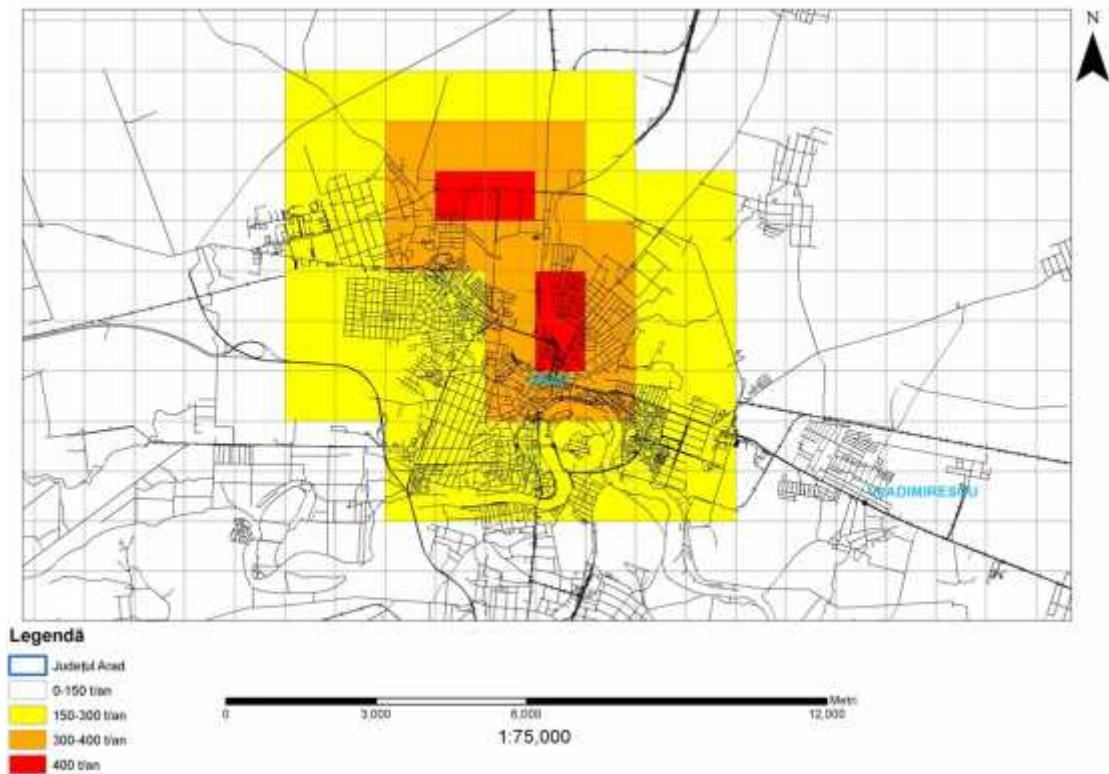 N
VLADIMIRESCU
Legendă
Județul Arad
0-150 t/an
150-300 t/an
300-400 t/an
400 t/an
Metri
0 3,000 6,000 12,000
1:75,000